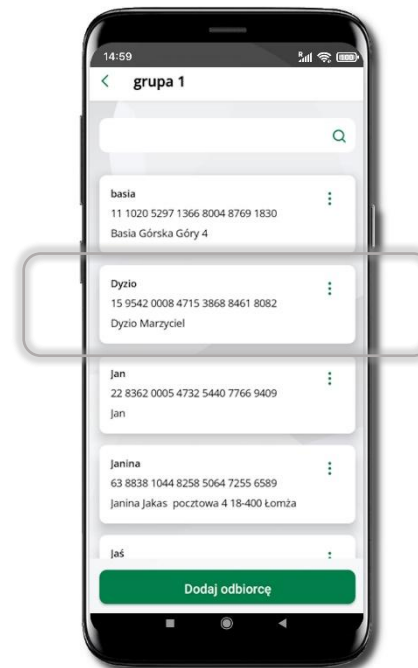 14:59
grupa 1
basia
11 1020 5297 1366 8004 8769 1830
Basia Górska Góry 4
Dyzio
15 9542 0008 4715 3868 8461 8082
Dyzio Marzyciel
Jan
22 8362 0005 4732 5440 7766 9409
Jan
Janina
63 8838 1044 8258 5064 7255 6589
Janina Jakas pocztowa 4 18-400 Łomża
Jaś
Dodaj odbiorcę